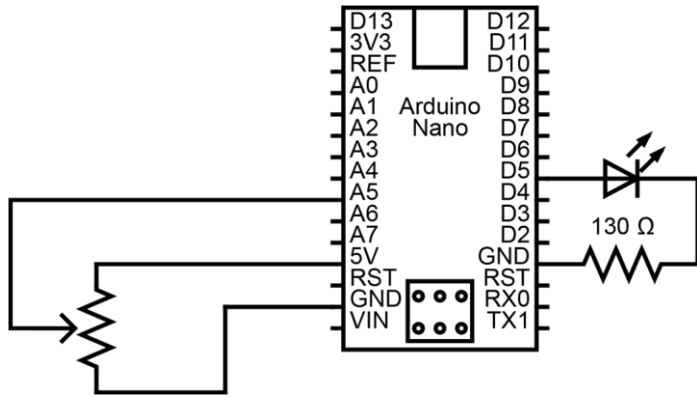 D13
3V3
REF
A0
A1
A2
A3
A4
A5
A6
A7
5V
RST
GND
VIN
Arduino
Nano
D12
D11
D10
D9
D8
D7
D6
D5
D4
D3
D2
GND
RST
RX0
TX1
130 Ω